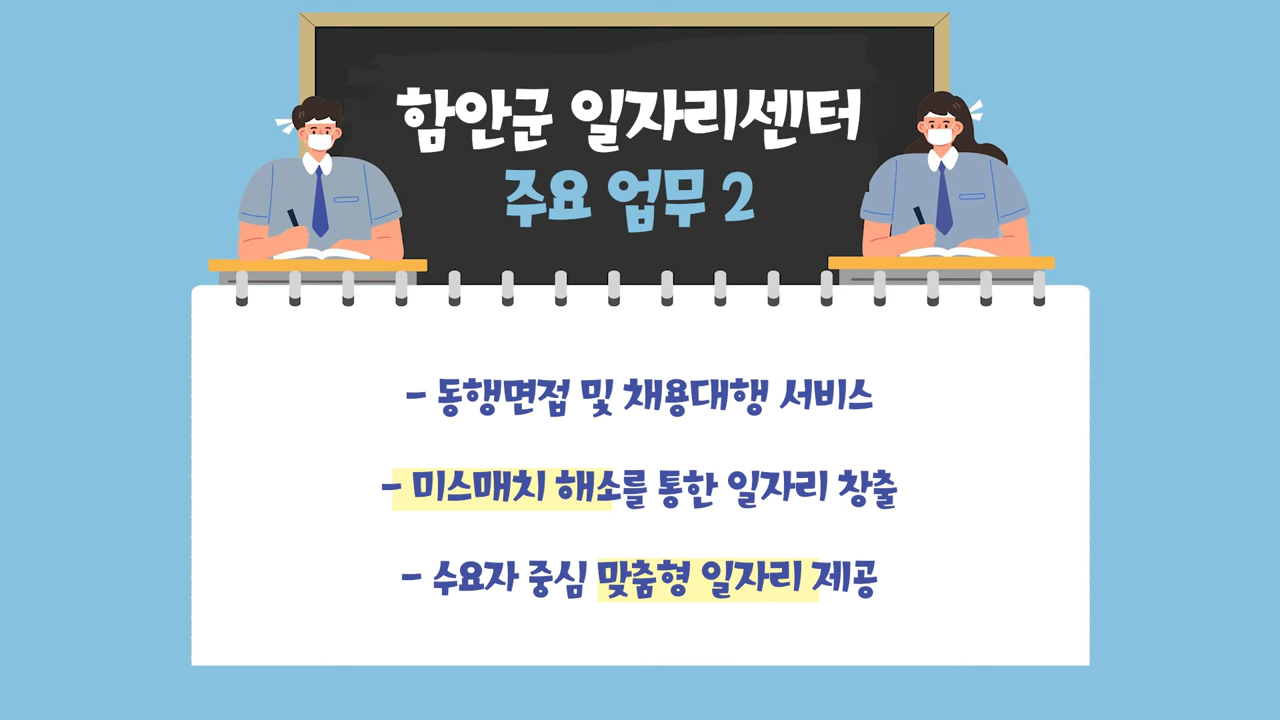 함안군 일자리센터
주요 업무 2
- 동행면접 및 채용대행 서비스
- 미스매치 해소를 통한 일자리 창출
- 수요자 중심 맞춤형 일자리 제공